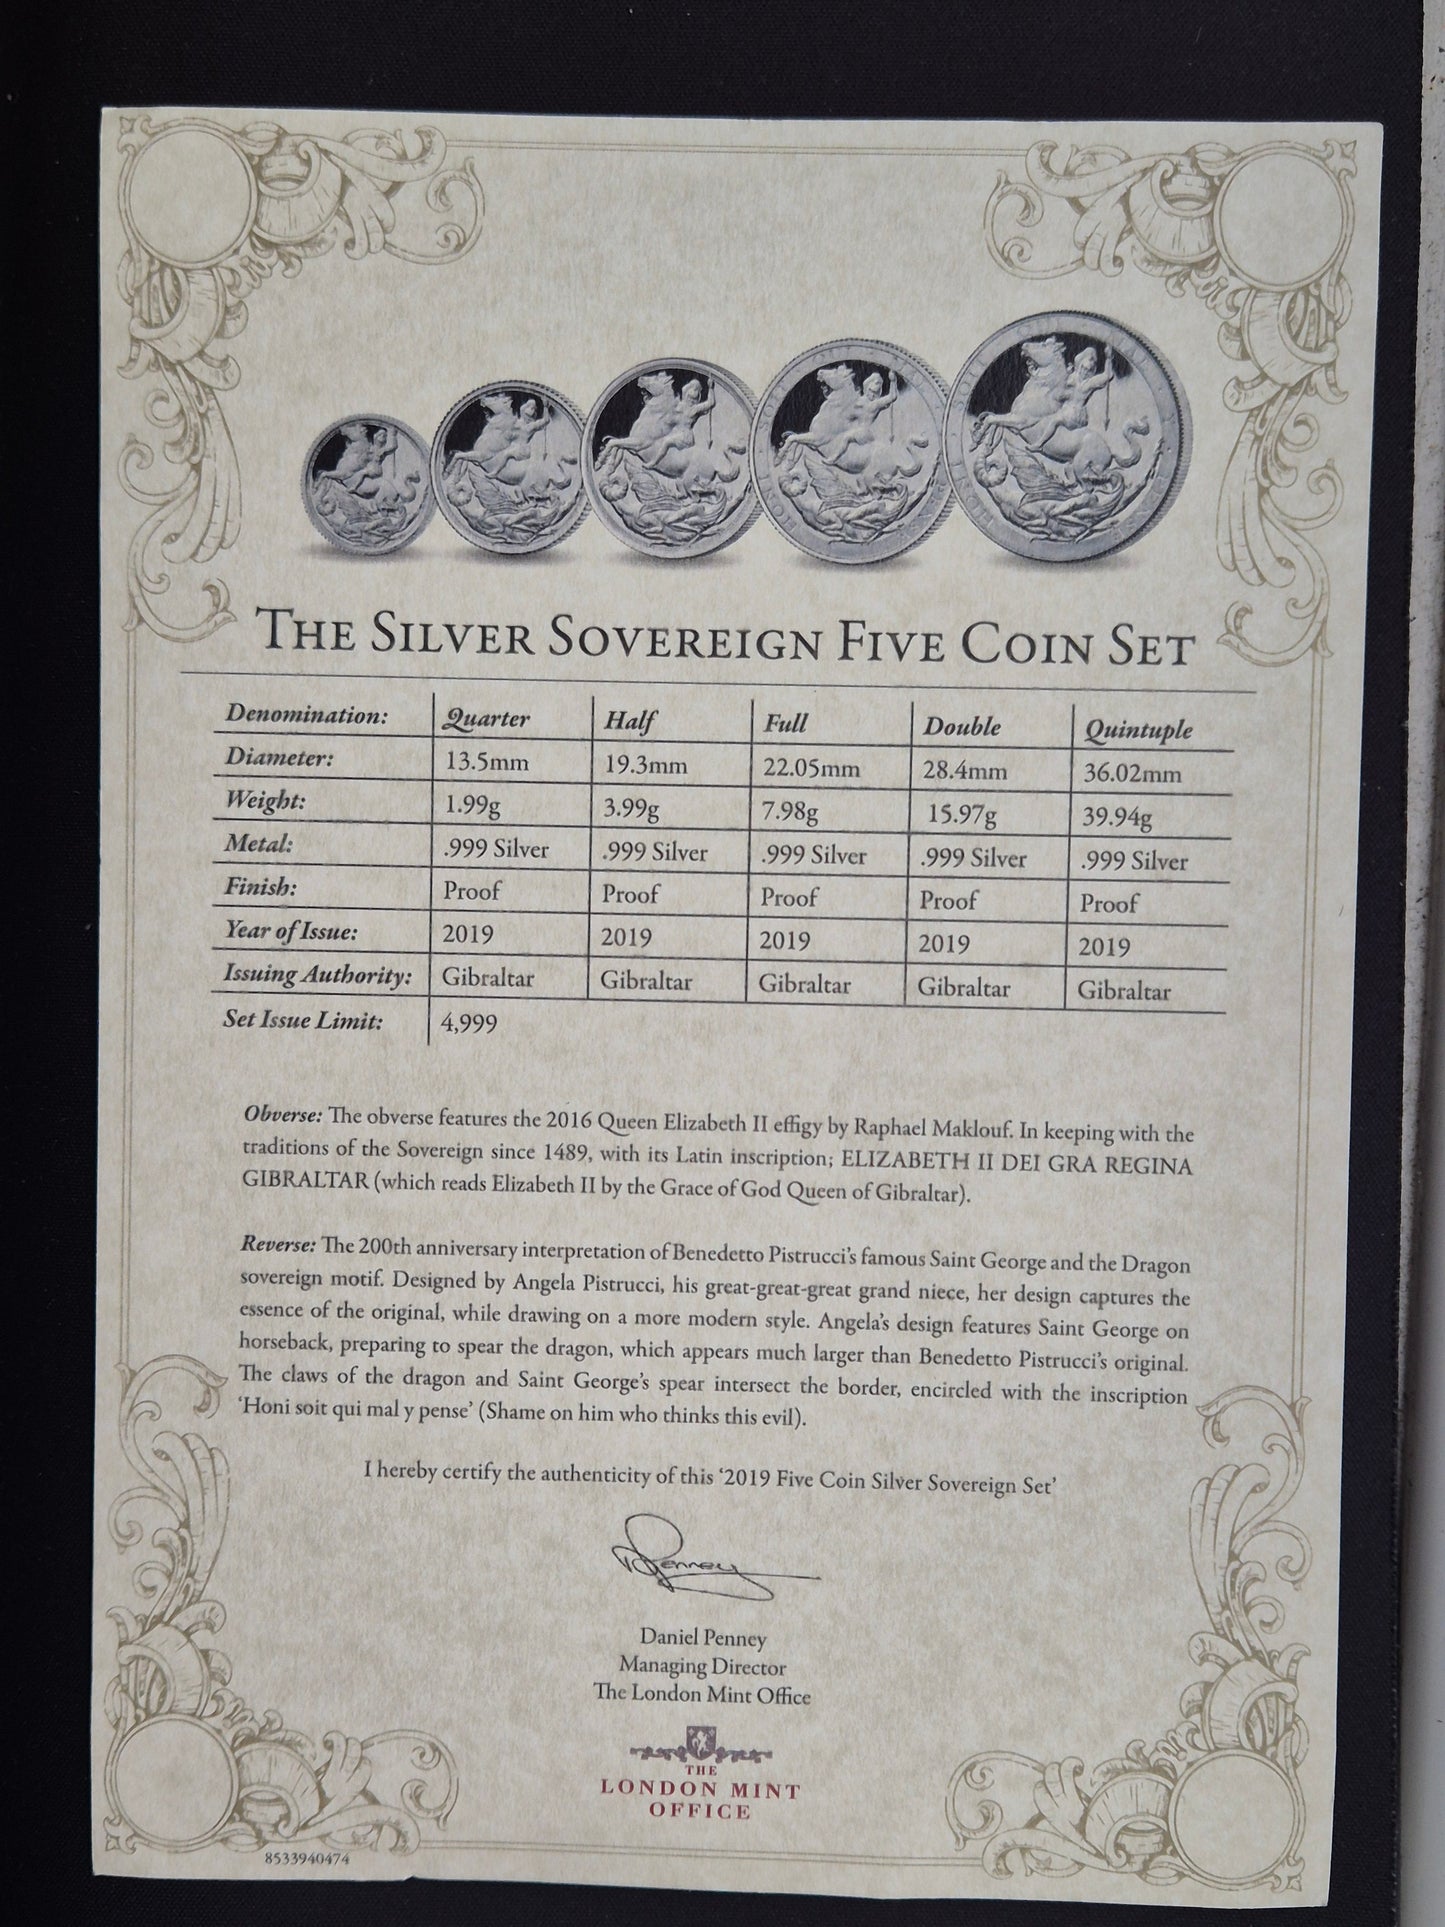 THE SILVER SOVEREIGN FIVE COIN SET
Denomination: Quarter Half Full Double Quintuple
Diameter: 13.5mm 19.3mm 22.05mm 28.4mm 36.02mm
Weight: 1.99g 3.99g 7.98g 15.97g 39.94g
Metal: .999 Silver .999 Silver .999 Silver .999 Silver .999 Silver
Finish: Proof Proof Proof Proof Proof
Year of Issue: 2019 2019 2019 2019 2019
Issuing Authority: Gibraltar Gibraltar Gibraltar Gibraltar Gibraltar
Set Issue Limit: 4,999
Obverse: The obverse features the 2016 Queen Elizabeth II effigy by Raphael Maklouf. In keeping with the
traditions of the Sovereign since 1489, with its Latin inscription; ELIZABETH II DEI GRA REGINA
GIBRALTAR (which reads Elizabeth II by the Grace of God Queen of Gibraltar).
Reverse: The 200th anniversary interpretation of Benedetto Pistrucci's famous Saint George and the Dragon
sovereign motif. Designed by Angela Pistrucci, his great-great-great grand niece, her design captures the
essence of the original, while drawing on a more modern style. Angela's design features Saint George on
horseback, preparing to spear the dragon, which appears much larger than Benedetto Pistrucci's original.
The claws of the dragon and Saint George's spear intersect the border, encircled with the inscription
'Honi soit qui mal y pense' (Shame on him who thinks this evil).
I hereby certify the authenticity of this '2019 Five Coin Silver Sovereign Set'
Daniel Penney
Managing Director
The London Mint Office
THE
LONDON MINT
OFFICE
8533940474